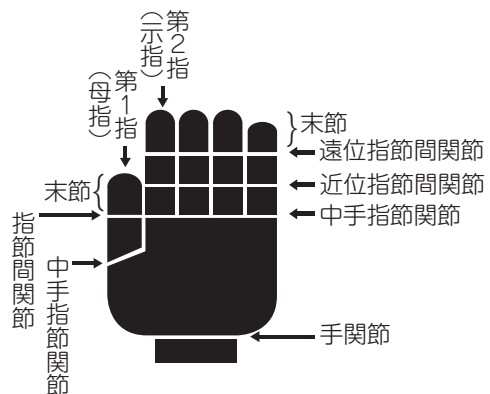 第2指
（示指）
第1指
（母指）
末節
遠位指節間関節
近位指節間関節
中手指節関節
末節
指節間関節
中手指節関節
手関節